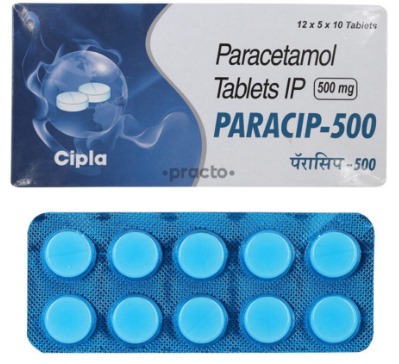 12 x 5 x 10 Tablets
Paracetamol
Tablets IP 500 mg
PARACIP-500
Cipla
•practo•
पॅरासिप -500